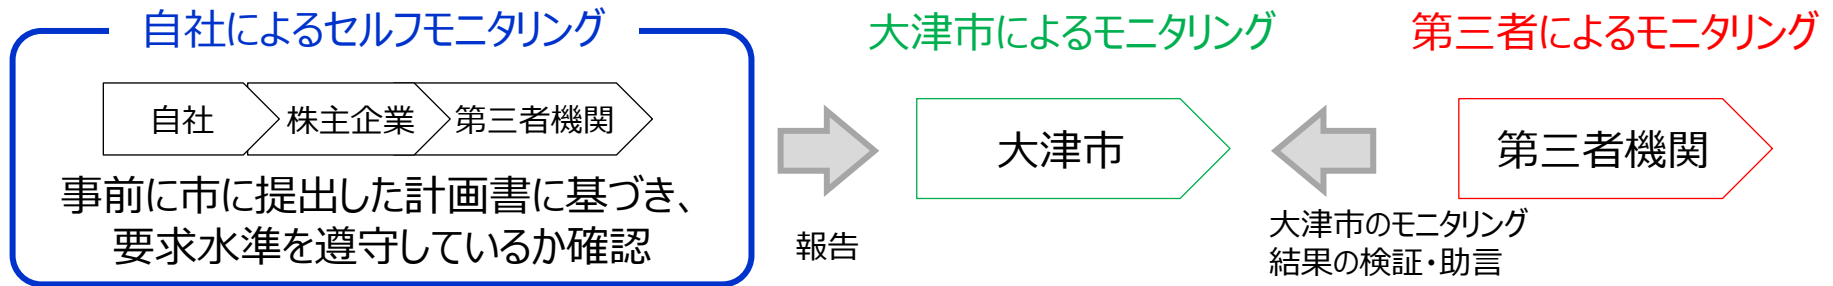 自社によるセルフモニタリング
自社
株主企業
第三者機関
事前に市に提出した計画書に基づき、
要求水準を遵守しているか確認
報告
大津市によるモニタリング
大津市
第三者によるモニタリング
第三者機関
大津市のモニタリング
結果の検証・助言